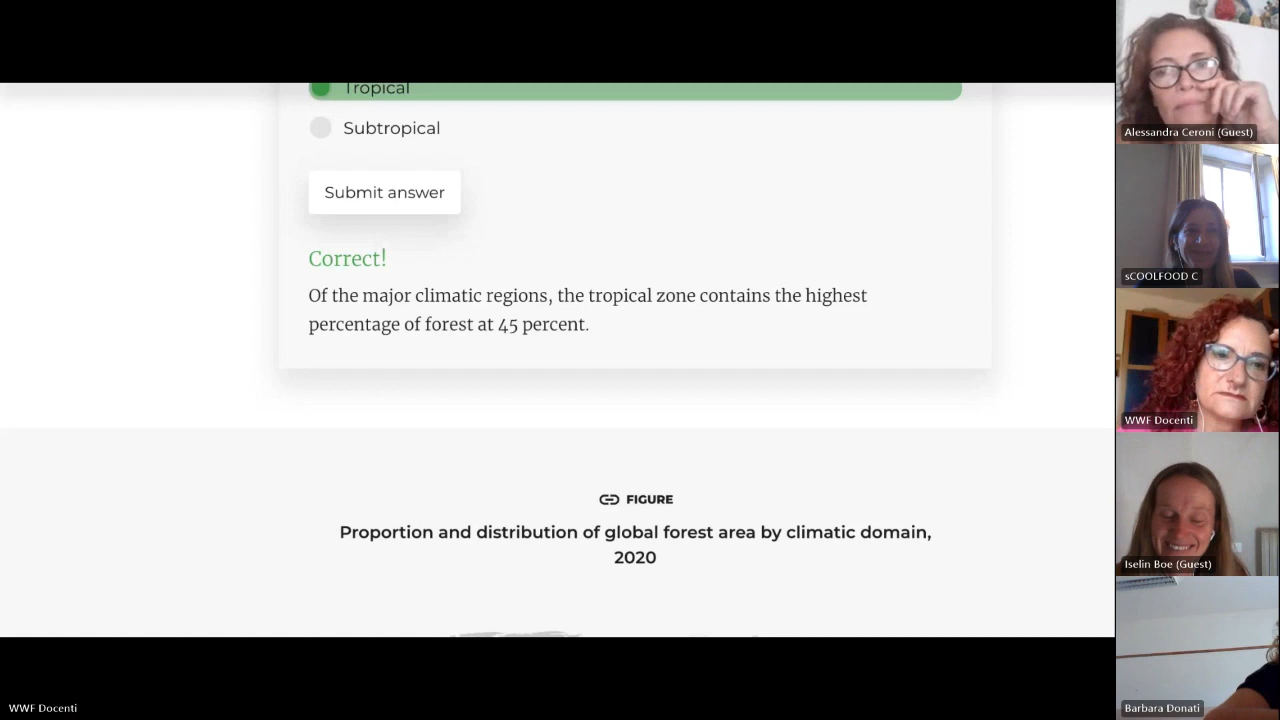 Tropical
Subtropical
Submit answer
Correct!
Of the major climatic regions, the tropical zone contains the highest
percentage of forest at 45 percent.
FIGURE
Proportion and distribution of global forest area by climatic domain,
2020
WWF Docenti
Alessandra Ceroni (Guest)
sCOOLFOOD C
WWF Docenti
Iselin Boe (Guest)
Barbara Donati